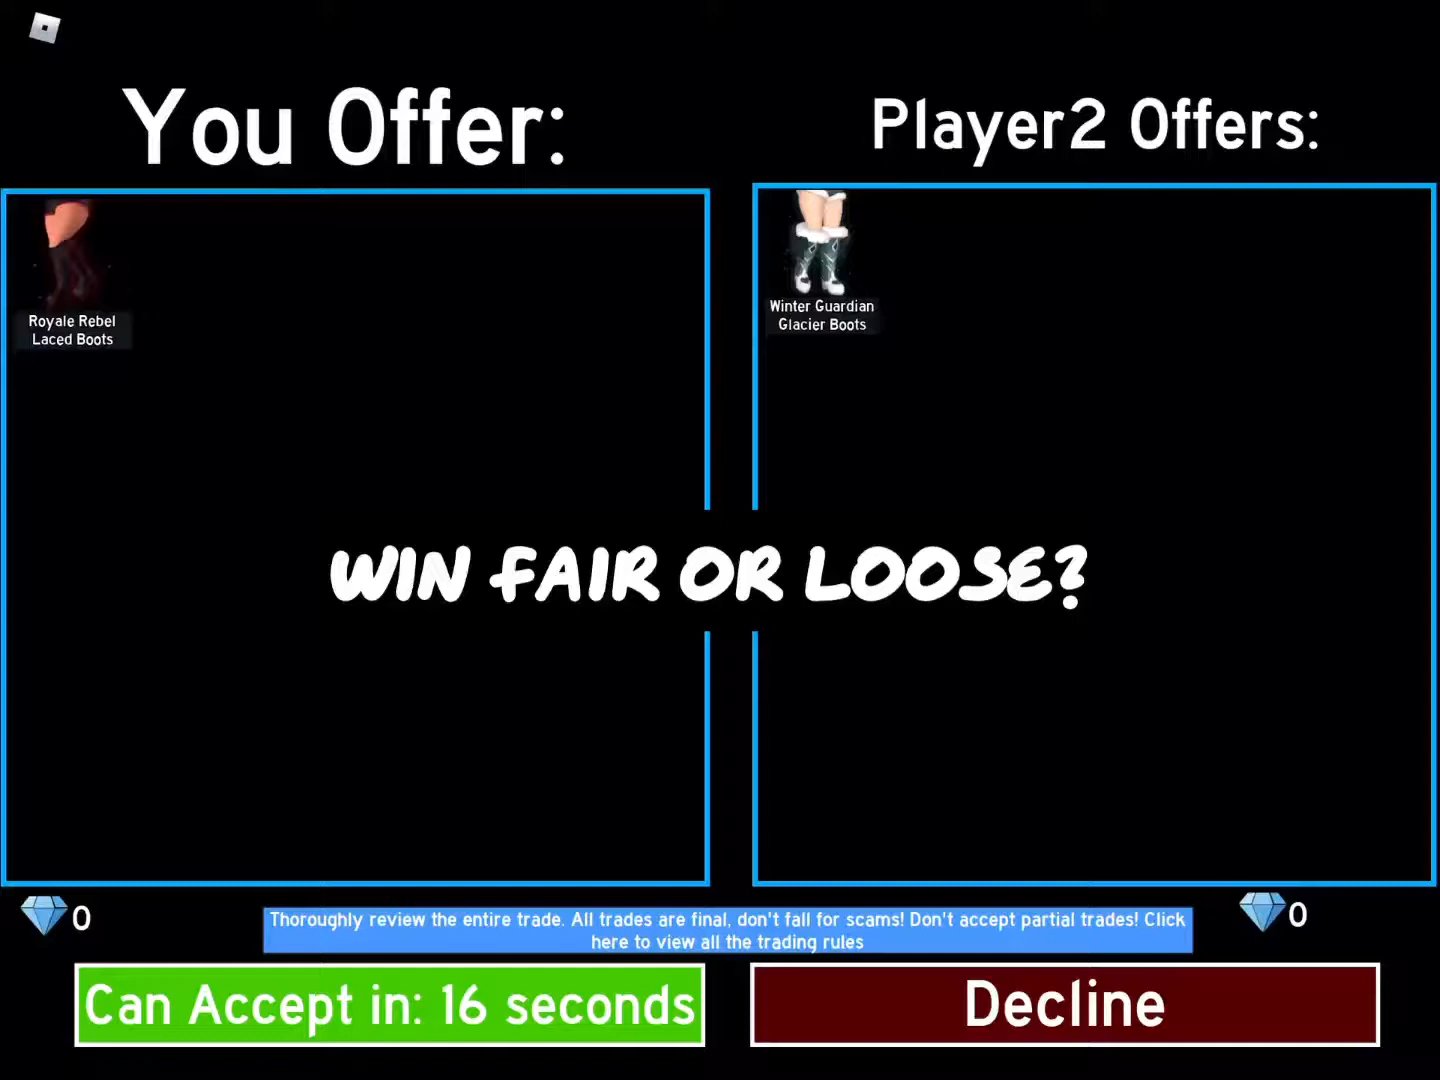 You Offer:
Player2 Offers:
Royale Rebel
Laced Boots
Winter Guardian
Glacier Boots
WIN FAIR OR LOOSE?
0
0
Thoroughly review the entire trade. All trades are final, don't fall for scams! Don't accept partial trades! Click
here to view all the trading rules
Can Accept in: 16 seconds
Decline